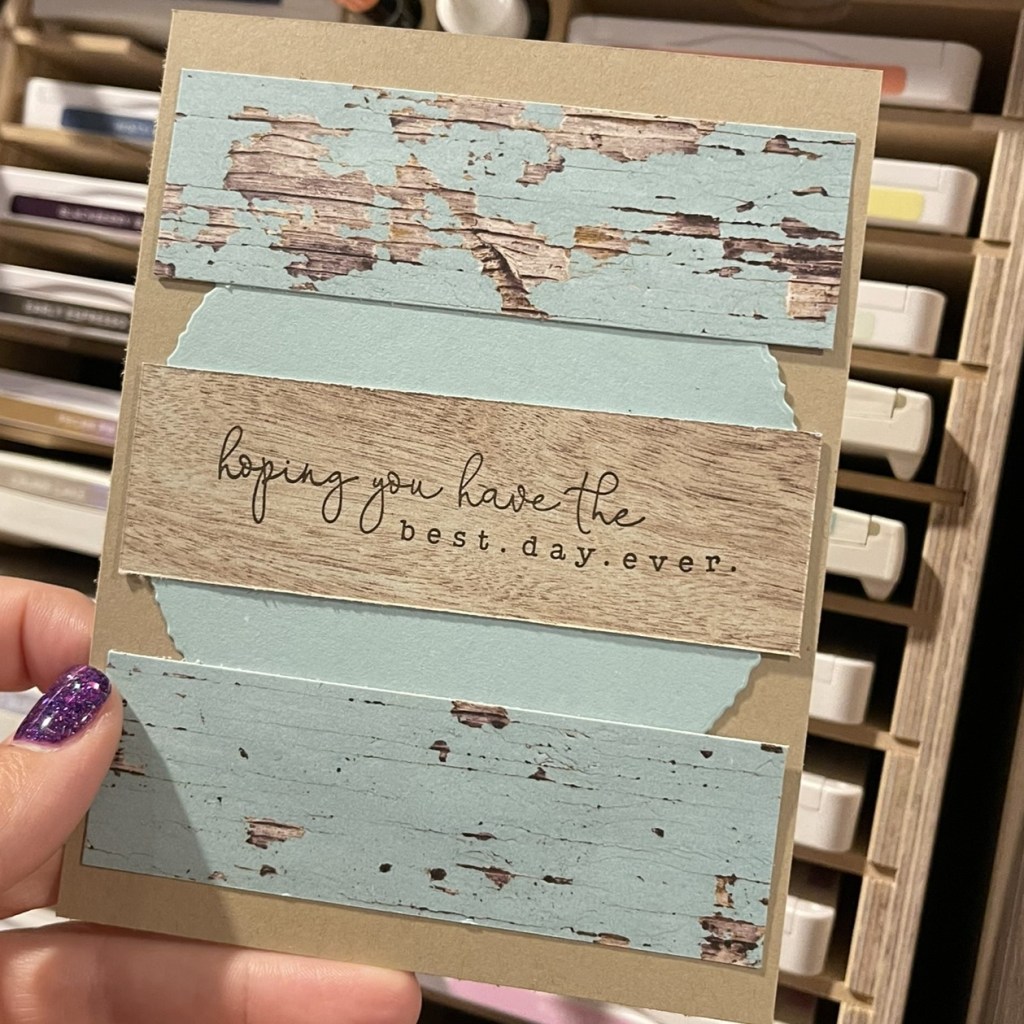 hoping you have the
best.day.ever.